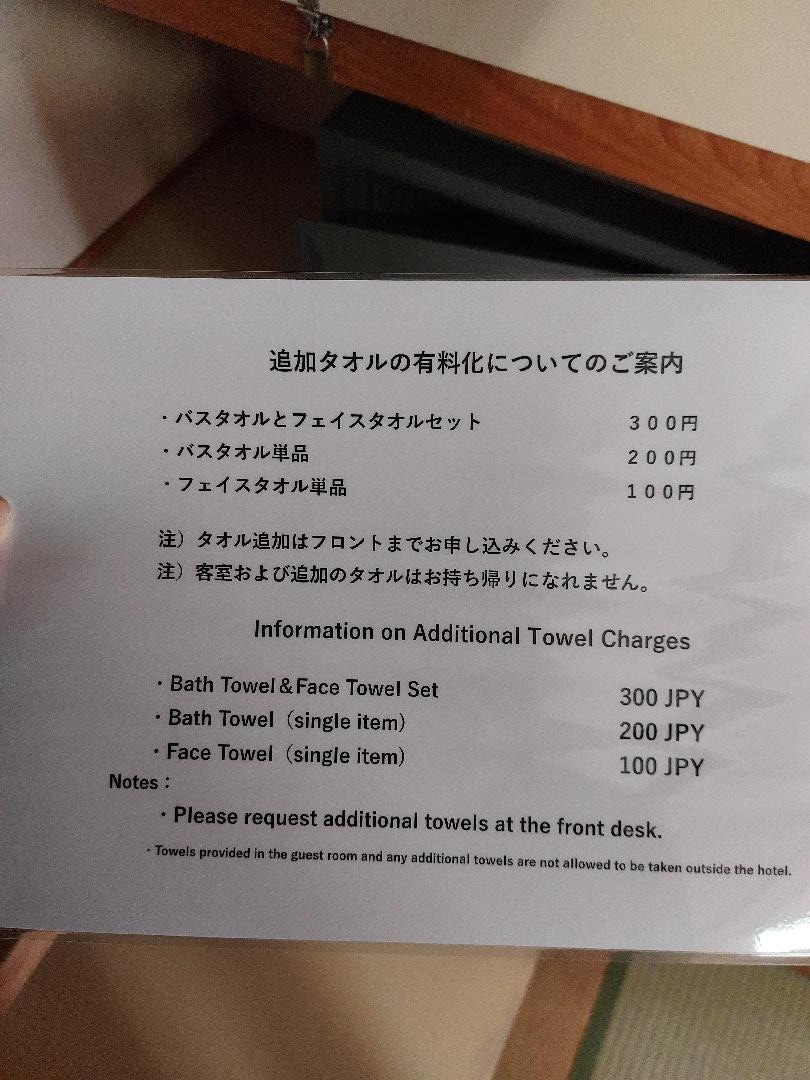 追加タオルの有料化についてのご案内
・バスタオルとフェイスタオルセット ３００円
・バスタオル単品 ２００円
・フェイスタオル単品 １００円
注）タオル追加はフロントまでお申し込みください。
注）客室および追加のタオルはお持ち帰りになれません。
Information on Additional Towel Charges
・Bath Towel＆Face Towel Set 300 JPY
・Bath Towel（single item） 200 JPY
・Face Towel（single item） 100 JPY
Notes：
・Please request additional towels at the front desk.
・Towels provided in the guest room and any additional towels are not allowed to be taken outside the hotel.